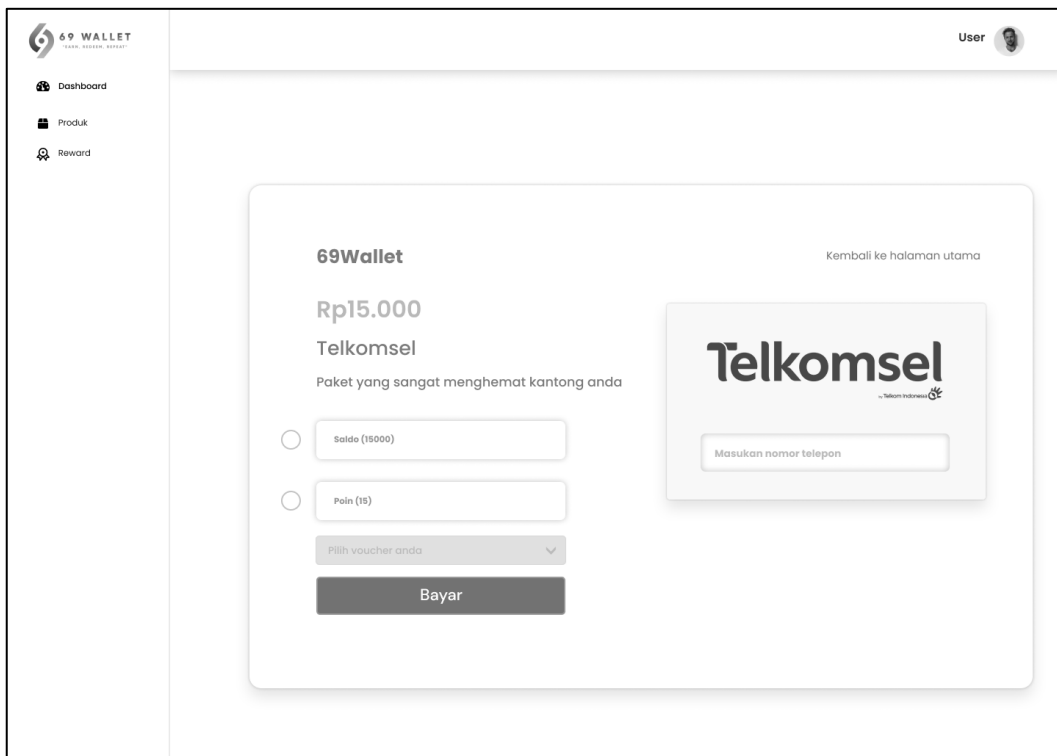 69 WALLET
"EARN, REDEEM, REPEAT"
User
Dashboard
Produk
Reward
69Wallet
Kembali ke halaman utama
Rp15.000
Telkomsel
Paket yang sangat menghemat kantong anda
Telkomsel
by Telkom Indonesia
Saldo (15000)
Masukan nomor telepon
Poin (15)
Pilih voucher anda
Bayar